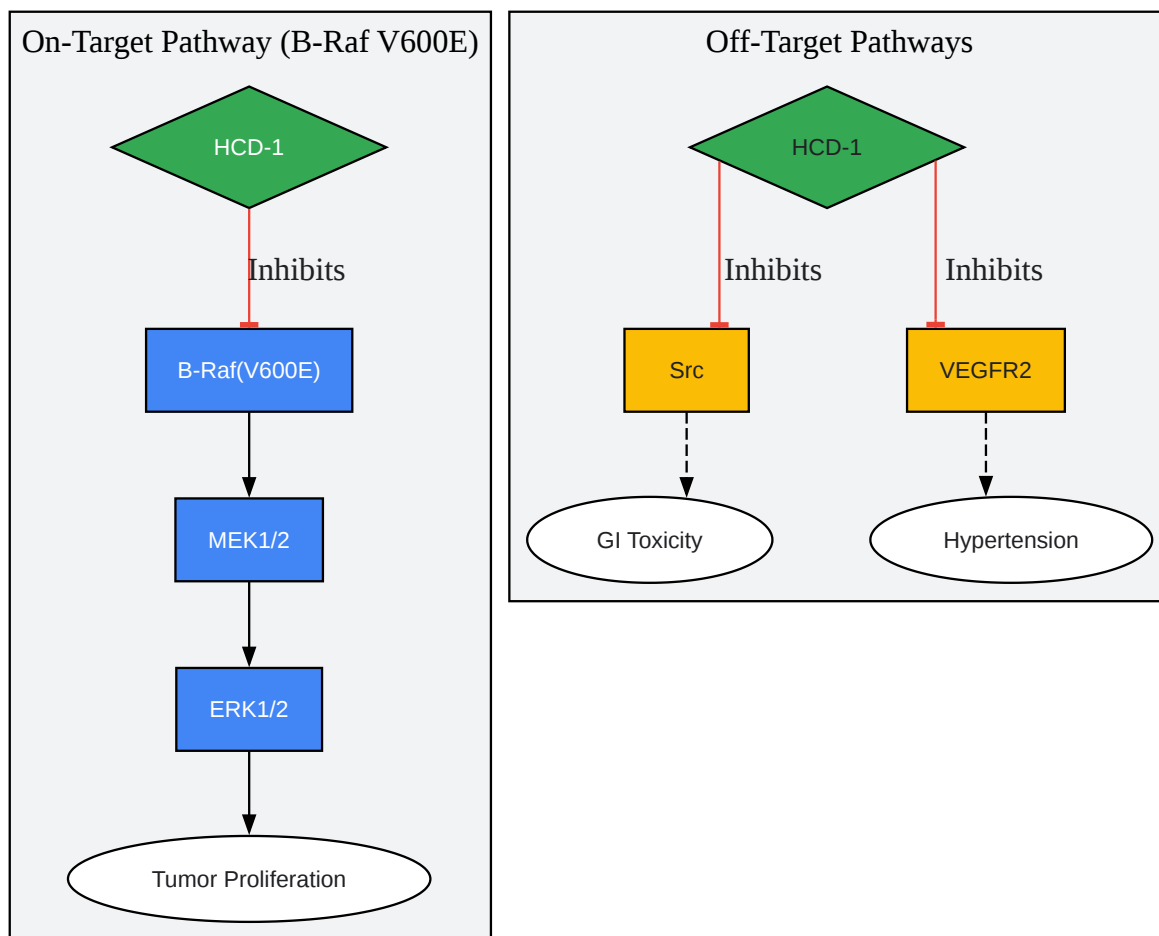 On-Target Pathway (B-Raf V600E)
HCD-1
Inhibits
B-Raf(V600E)
MEK1/2
ERK1/2
Tumor Proliferation
Off-Target Pathways
HCD-1
Inhibits
Inhibits
Src
VEGFR2
GI Toxicity
Hypertension